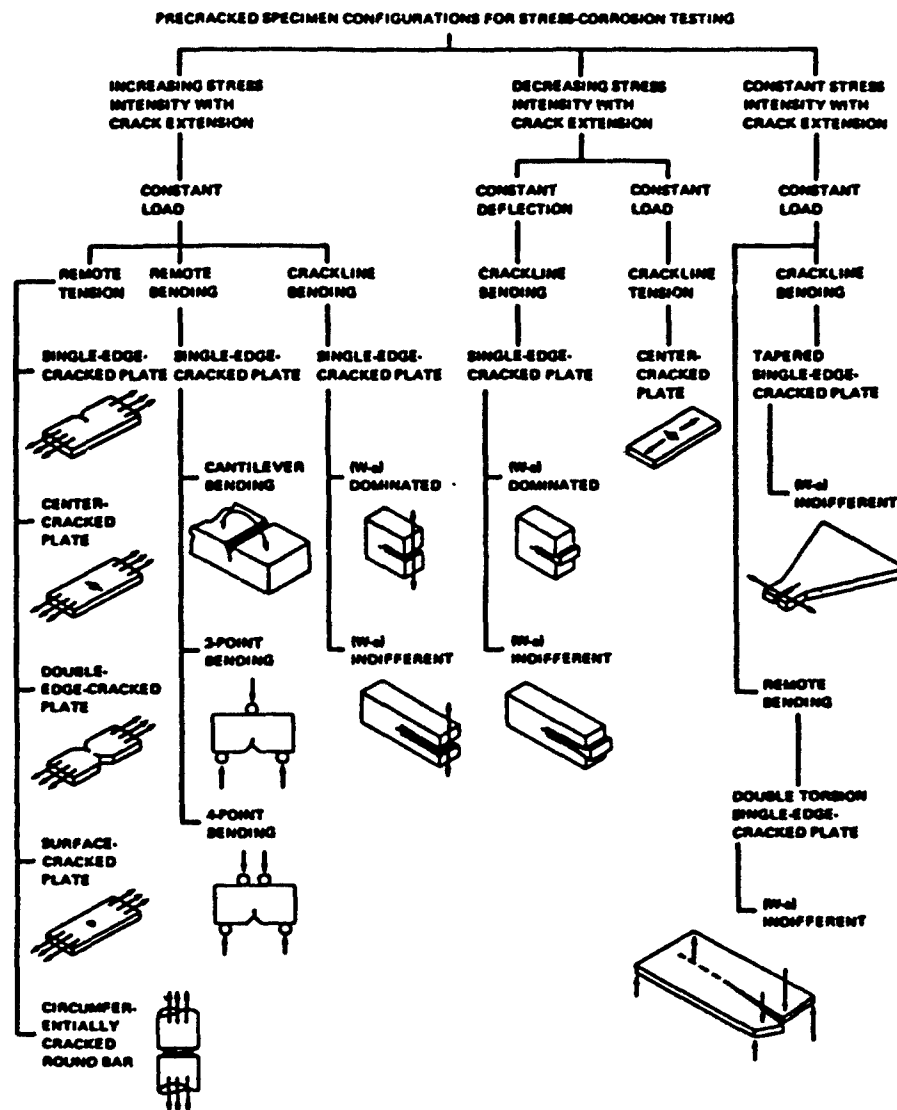 PRECRACKED SPECIMEN CONFIGURATIONS FOR STRESS-CORROSION TESTING
INCREASING STRESS
INTENSITY WITH
CRACK EXTENSION
DECREASING STRESS
INTENSITY WITH
CRACK EXTENSION
CONSTANT STRESS
INTENSITY WITH
CRACK EXTENSION
CONSTANT
LOAD
CONSTANT
DEFLECTION
CONSTANT
LOAD
CONSTANT
LOAD
REMOTE
TENSION
REMOTE
BENDING
CRACKLINE
BENDING
CRACKLINE
BENDING
CRACKLINE
TENSION
CRACKLINE
BENDING
SINGLE-EDGE-
CRACKED PLATE
SINGLE-EDGE-
CRACKED PLATE
SINGLE-EDGE-
CRACKED PLATE
SINGLE-EDGE-
CRACKED PLATE
CENTER-
CRACKED
PLATE
TAPERED
SINGLE-EDGE-
CRACKED PLATE
CANTILEVER
BENDING
(W-a)
DOMINATED
(W-a)
DOMINATED
(W-a)
INDIFFERENT
CENTER-
CRACKED
PLATE
3-POINT
BENDING
(W-a)
INDIFFERENT
(W-a)
INDIFFERENT
DOUBLE-
EDGE-CRACKED
PLATE
REMOTE
BENDING
DOUBLE TORSION
SINGLE-EDGE-
CRACKED PLATE
4-POINT
BENDING
SURFACE-
CRACKED
PLATE
(W-a)
INDIFFERENT
CIRCUMFER-
ENTIALLY
CRACKED
ROUND BAR